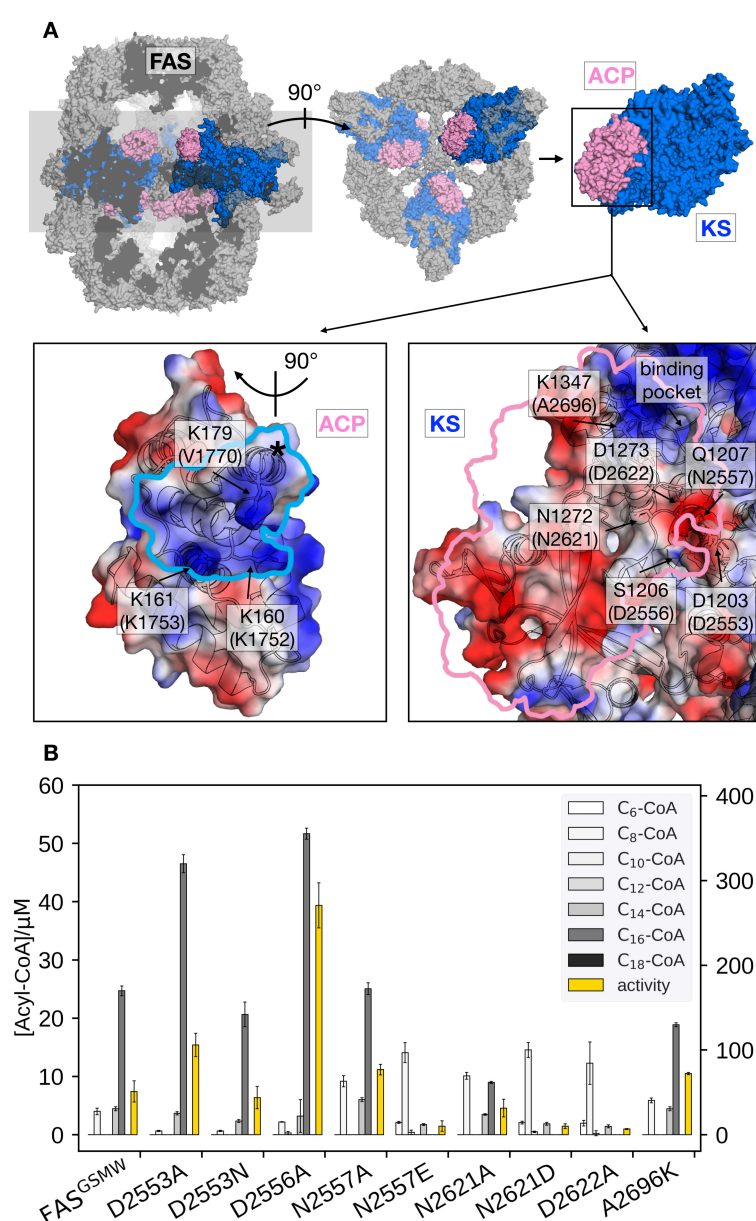 A
FAS
90°
ACP
KS
90°
ACP
K179
(V1770)
*
K161
(K1753)
K160
(K1752)
KS
K1347
(A2696)
binding
pocket
D1273
(D2622)
Q1207
(N2557)
N1272
(N2621)
S1206
(D2556)
D1203
(D2553)
B
[Acyl-CoA]/μM
60
50
40
30
20
10
0
400
300
200
100
0
C₆-CoA
C₈-CoA
C₁₀-CoA
C₁₂-CoA
C₁₄-CoA
C₁₆-CoA
C₁₈-CoA
activity
FASᴳˢᴹᵂ
D2553A
D2553N
D2556A
N2557A
N2557E
N2621A
N2621D
D2622A
A2696K